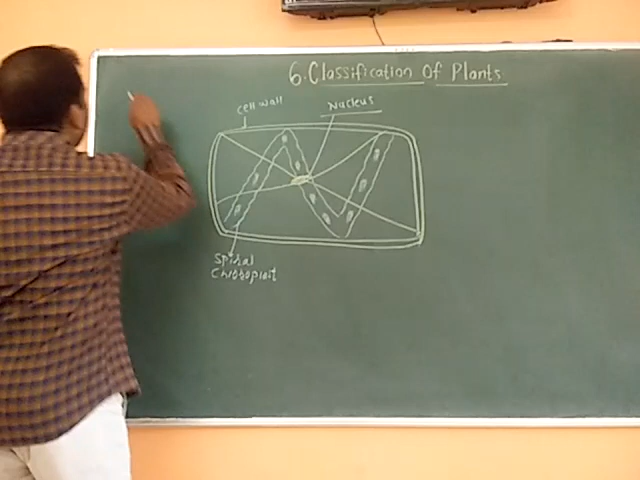 6. Classification Of Plants
Cell wall
Nucleus
Spiral
Chloroplast